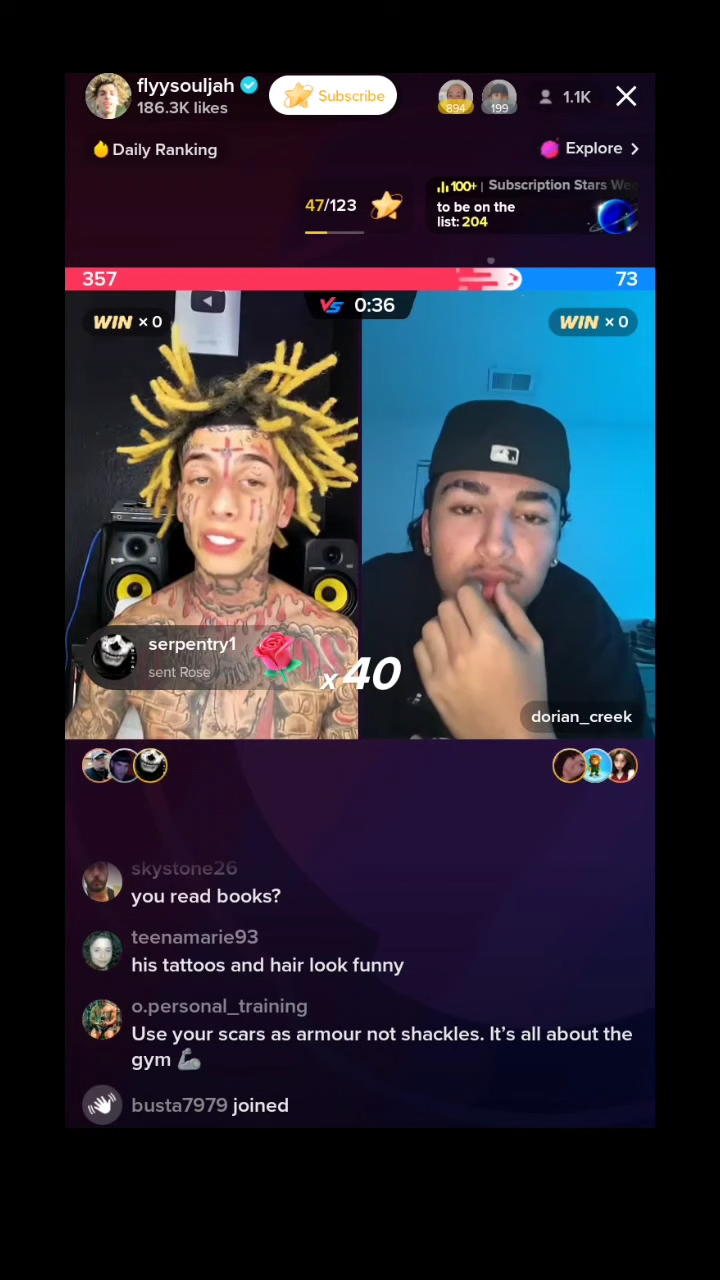 flyysouljah
186.3K likes
Subscribe
894
199
1.1K
Daily Ranking
Explore
47/123
100+ | Subscription Stars We
to be on the
list: 204
357
73
VS 0:36
WIN × 0
WIN × 0
serpentry1
sent Rose
x 40
dorian_creek
skystone26
you read books?
teenamarie93
his tattoos and hair look funny
o.personal_training
Use your scars as armour not shackles. It's all about the
gym 🦾
busta7979 joined